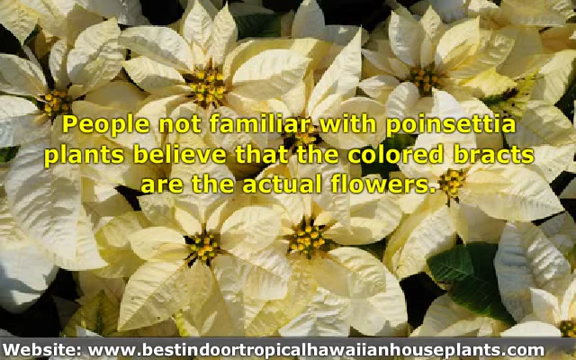 People not familiar with poinsettia
plants believe that the colored bracts
are the actual flowers.
Website: www.bestindoortropicalhawaiianhouseplants.com